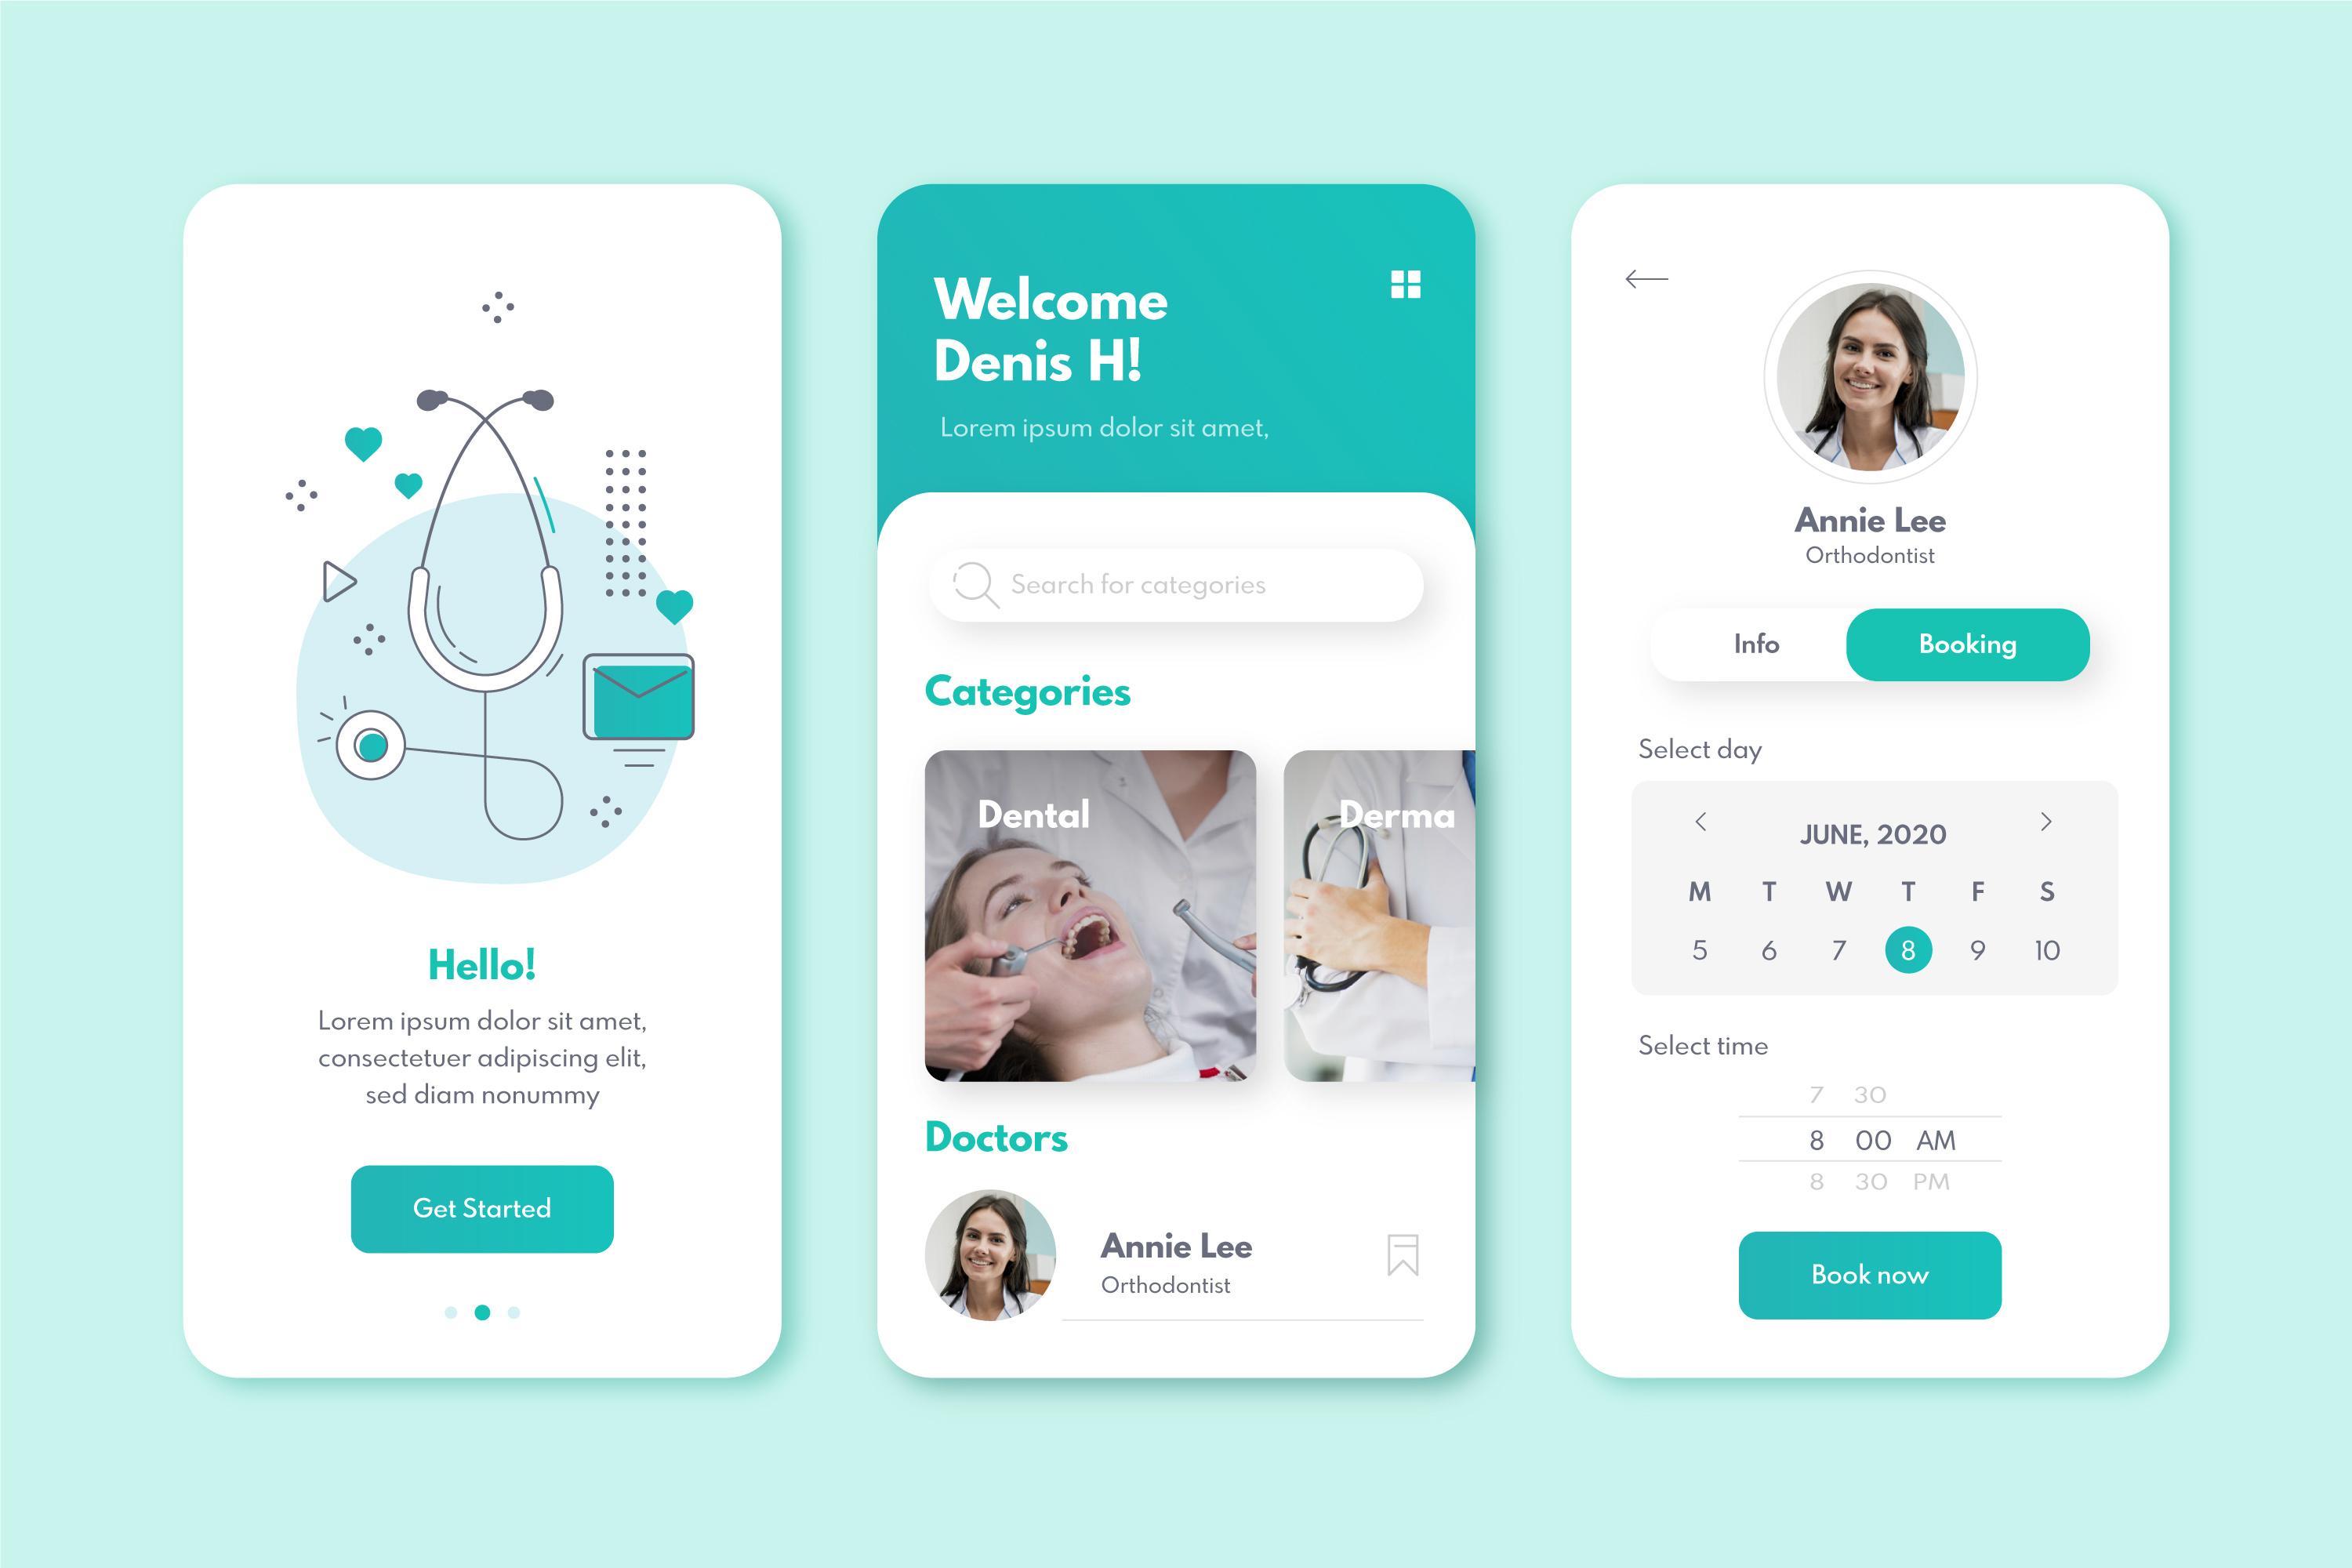 Hello!
Lorem ipsum dolor sit amet,
consectetuer adipiscing elit,
sed diam nonummy
Get Started
Welcome
Denis H!
Lorem ipsum dolor sit amet,
Search for categories
Categories
Dental
Derma
Doctors
Annie Lee
Orthodontist
Annie Lee
Orthodontist
Info Booking
Select day
JUNE, 2020
M T W T F S
5 6 7 8 9 10
Select time
7 30
8 00 AM
8 30 PM
Book now